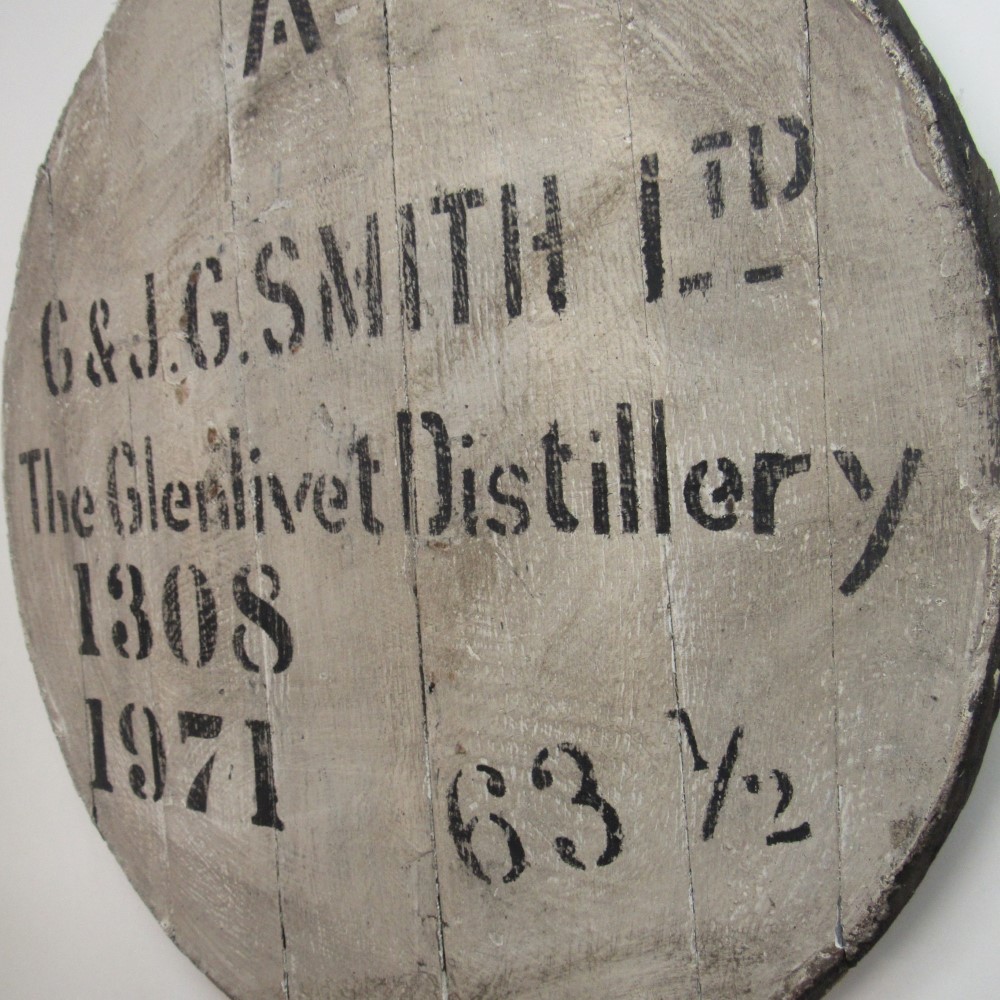 A
G & J.G. SMITH LTD
The Glenlivet Distillery
1308
1971
63 1/2